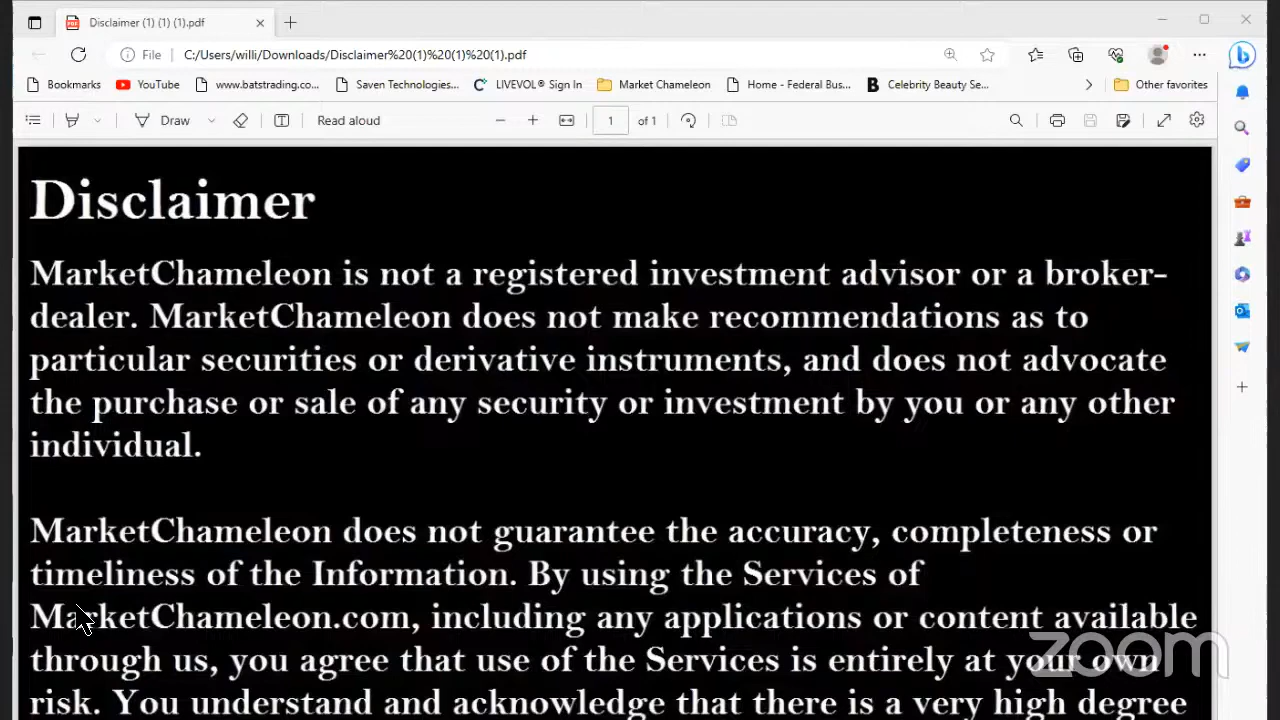 Disclaimer (1) (1) (1).pdf
File C:/Users/willi/Downloads/Disclaimer%20(1)%20(1)%20(1).pdf
Bookmarks YouTube www.batstrading.co... Saven Technologies... LIVEVOL® Sign In Market Chameleon Home - Federal Bus... B Celebrity Beauty Se... Other favorites
Draw Read aloud 1 of 1
Disclaimer
MarketChameleon is not a registered investment advisor or a broker-
dealer. MarketChameleon does not make recommendations as to
particular securities or derivative instruments, and does not advocate
the purchase or sale of any security or investment by you or any other
individual.
MarketChameleon does not guarantee the accuracy, completeness or
timeliness of the Information. By using the Services of
MarketChameleon.com, including any applications or content available
through us, you agree that use of the Services is entirely at your own
risk. You understand and acknowledge that there is a very high degree
zoom